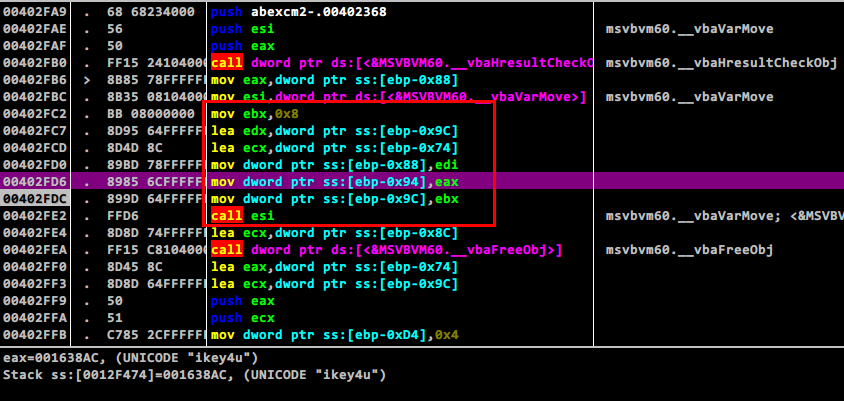 00402FA9 . 68 68234000 push abexcm2-.00402368
00402FAE . 56 push esi msvbvm60.__vbaVarMove
00402FAF . 50 push eax
00402FB0 . FF15 24104000 call dword ptr ds:[<&MSVBVM60.__vbaHresultCheckO msvbvm60.__vbaHresultCheckObj
00402FB6 > 8B85 78FFFFFF mov eax,dword ptr ss:[ebp-0x88]
00402FBC . 8B35 08104000 mov esi,dword ptr ds:[<&MSVBVM60.__vbaVarMove>] msvbvm60.__vbaVarMove
00402FC2 . BB 08000000 mov ebx,0x8
00402FC7 . 8D95 64FFFFFF lea edx,dword ptr ss:[ebp-0x9C]
00402FCD . 8D4D 8C lea ecx,dword ptr ss:[ebp-0x74]
00402FD0 . 89BD 78FFFFFF mov dword ptr ss:[ebp-0x88],edi
00402FD6 . 8985 6CFFFFFF mov dword ptr ss:[ebp-0x94],eax
00402FDC . 899D 64FFFFFF mov dword ptr ss:[ebp-0x9C],ebx
00402FE2 . FFD6 call esi msvbvm60.__vbaVarMove; <&MSVB
00402FE4 . 8D8D 74FFFFFF lea ecx,dword ptr ss:[ebp-0x8C]
00402FEA . FF15 C8104000 call dword ptr ds:[<&MSVBVM60.__vbaFreeObj>] msvbvm60.__vbaFreeObj
00402FF0 . 8D45 8C lea eax,dword ptr ss:[ebp-0x74]
00402FF3 . 8D8D 64FFFFFF lea ecx,dword ptr ss:[ebp-0x9C]
00402FF9 . 50 push eax
00402FFA . 51 push ecx
00402FFB . C785 2CFFFFFF mov dword ptr ss:[ebp-0xD4],0x4
eax=001638AC, (UNICODE "ikey4u")
Stack ss:[0012F474]=001638AC, (UNICODE "ikey4u")